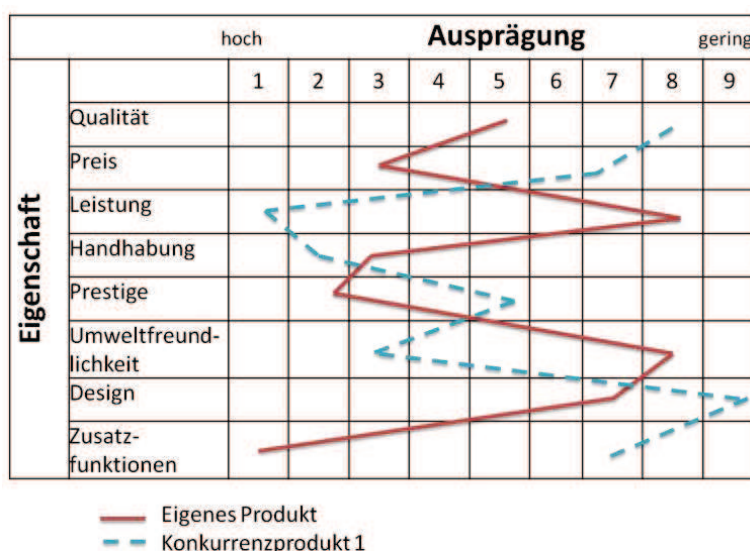 hoch Ausprägung gering
1 2 3 4 5 6 7 8 9
Eigenschaft
Qualität
Preis
Leistung
Handhabung
Prestige
Umweltfreund-
lichkeit
Design
Zusatz-
funktionen
Eigenes Produkt
Konkurrenzprodukt 1